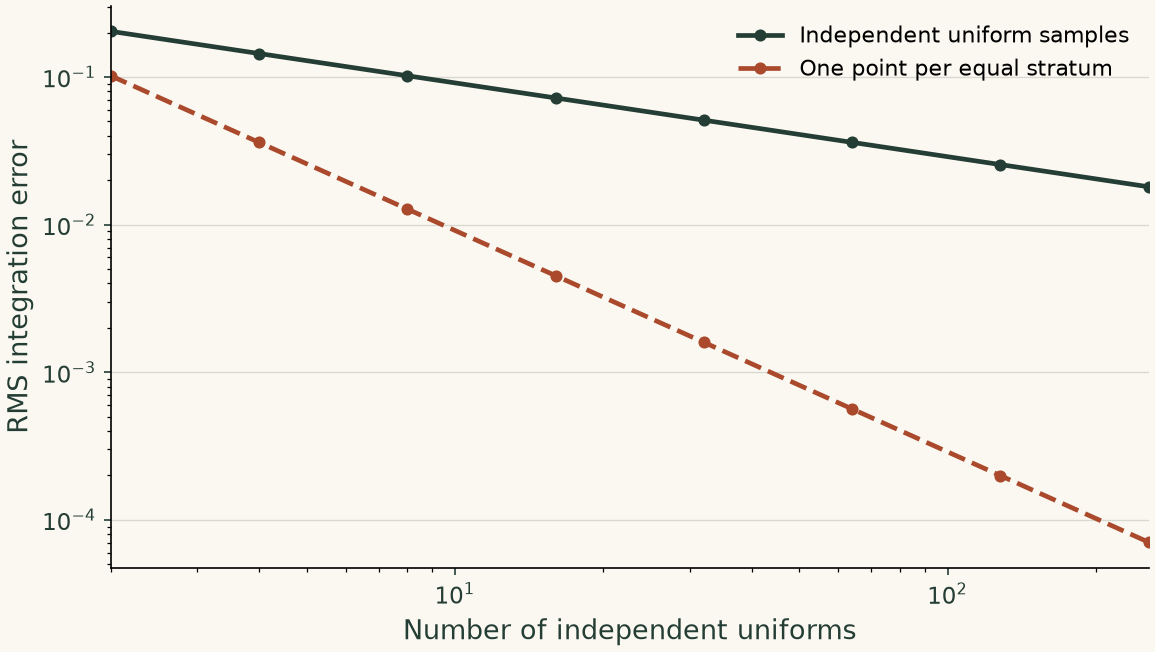 Independent uniform samples
One point per equal stratum
RMS integration error
10⁻¹
10⁻²
10⁻³
10⁻⁴
10¹
10²
Number of independent uniforms